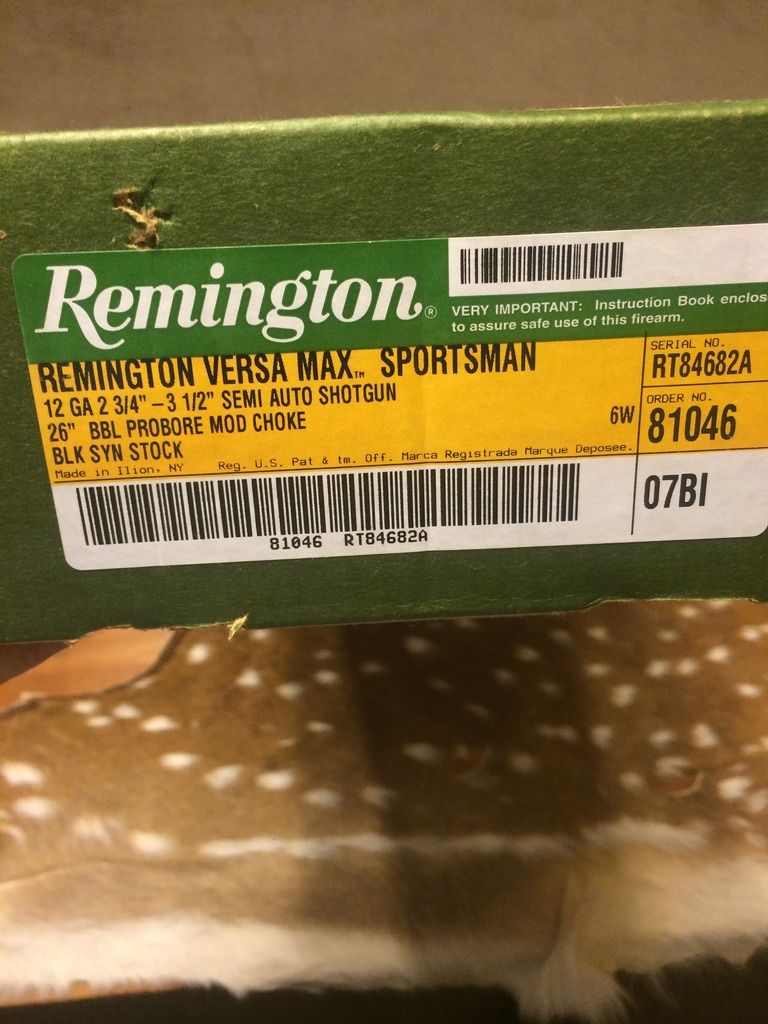 Remington®
VERY IMPORTANT: Instruction Book enclos
to assure safe use of this firearm.
REMINGTON VERSA MAX™ SPORTSMAN
12 GA 2 3/4" – 3 1/2" SEMI AUTO SHOTGUN
26" BBL PROBORE MOD CHOKE
BLK SYN STOCK
6W
Made in Ilion, NY Reg. U.S. Pat & tm. Off. Marca Registrada Marque Deposee.
SERIAL NO.
RT84682A
ORDER NO.
81046
07BI
81046 RT84682A